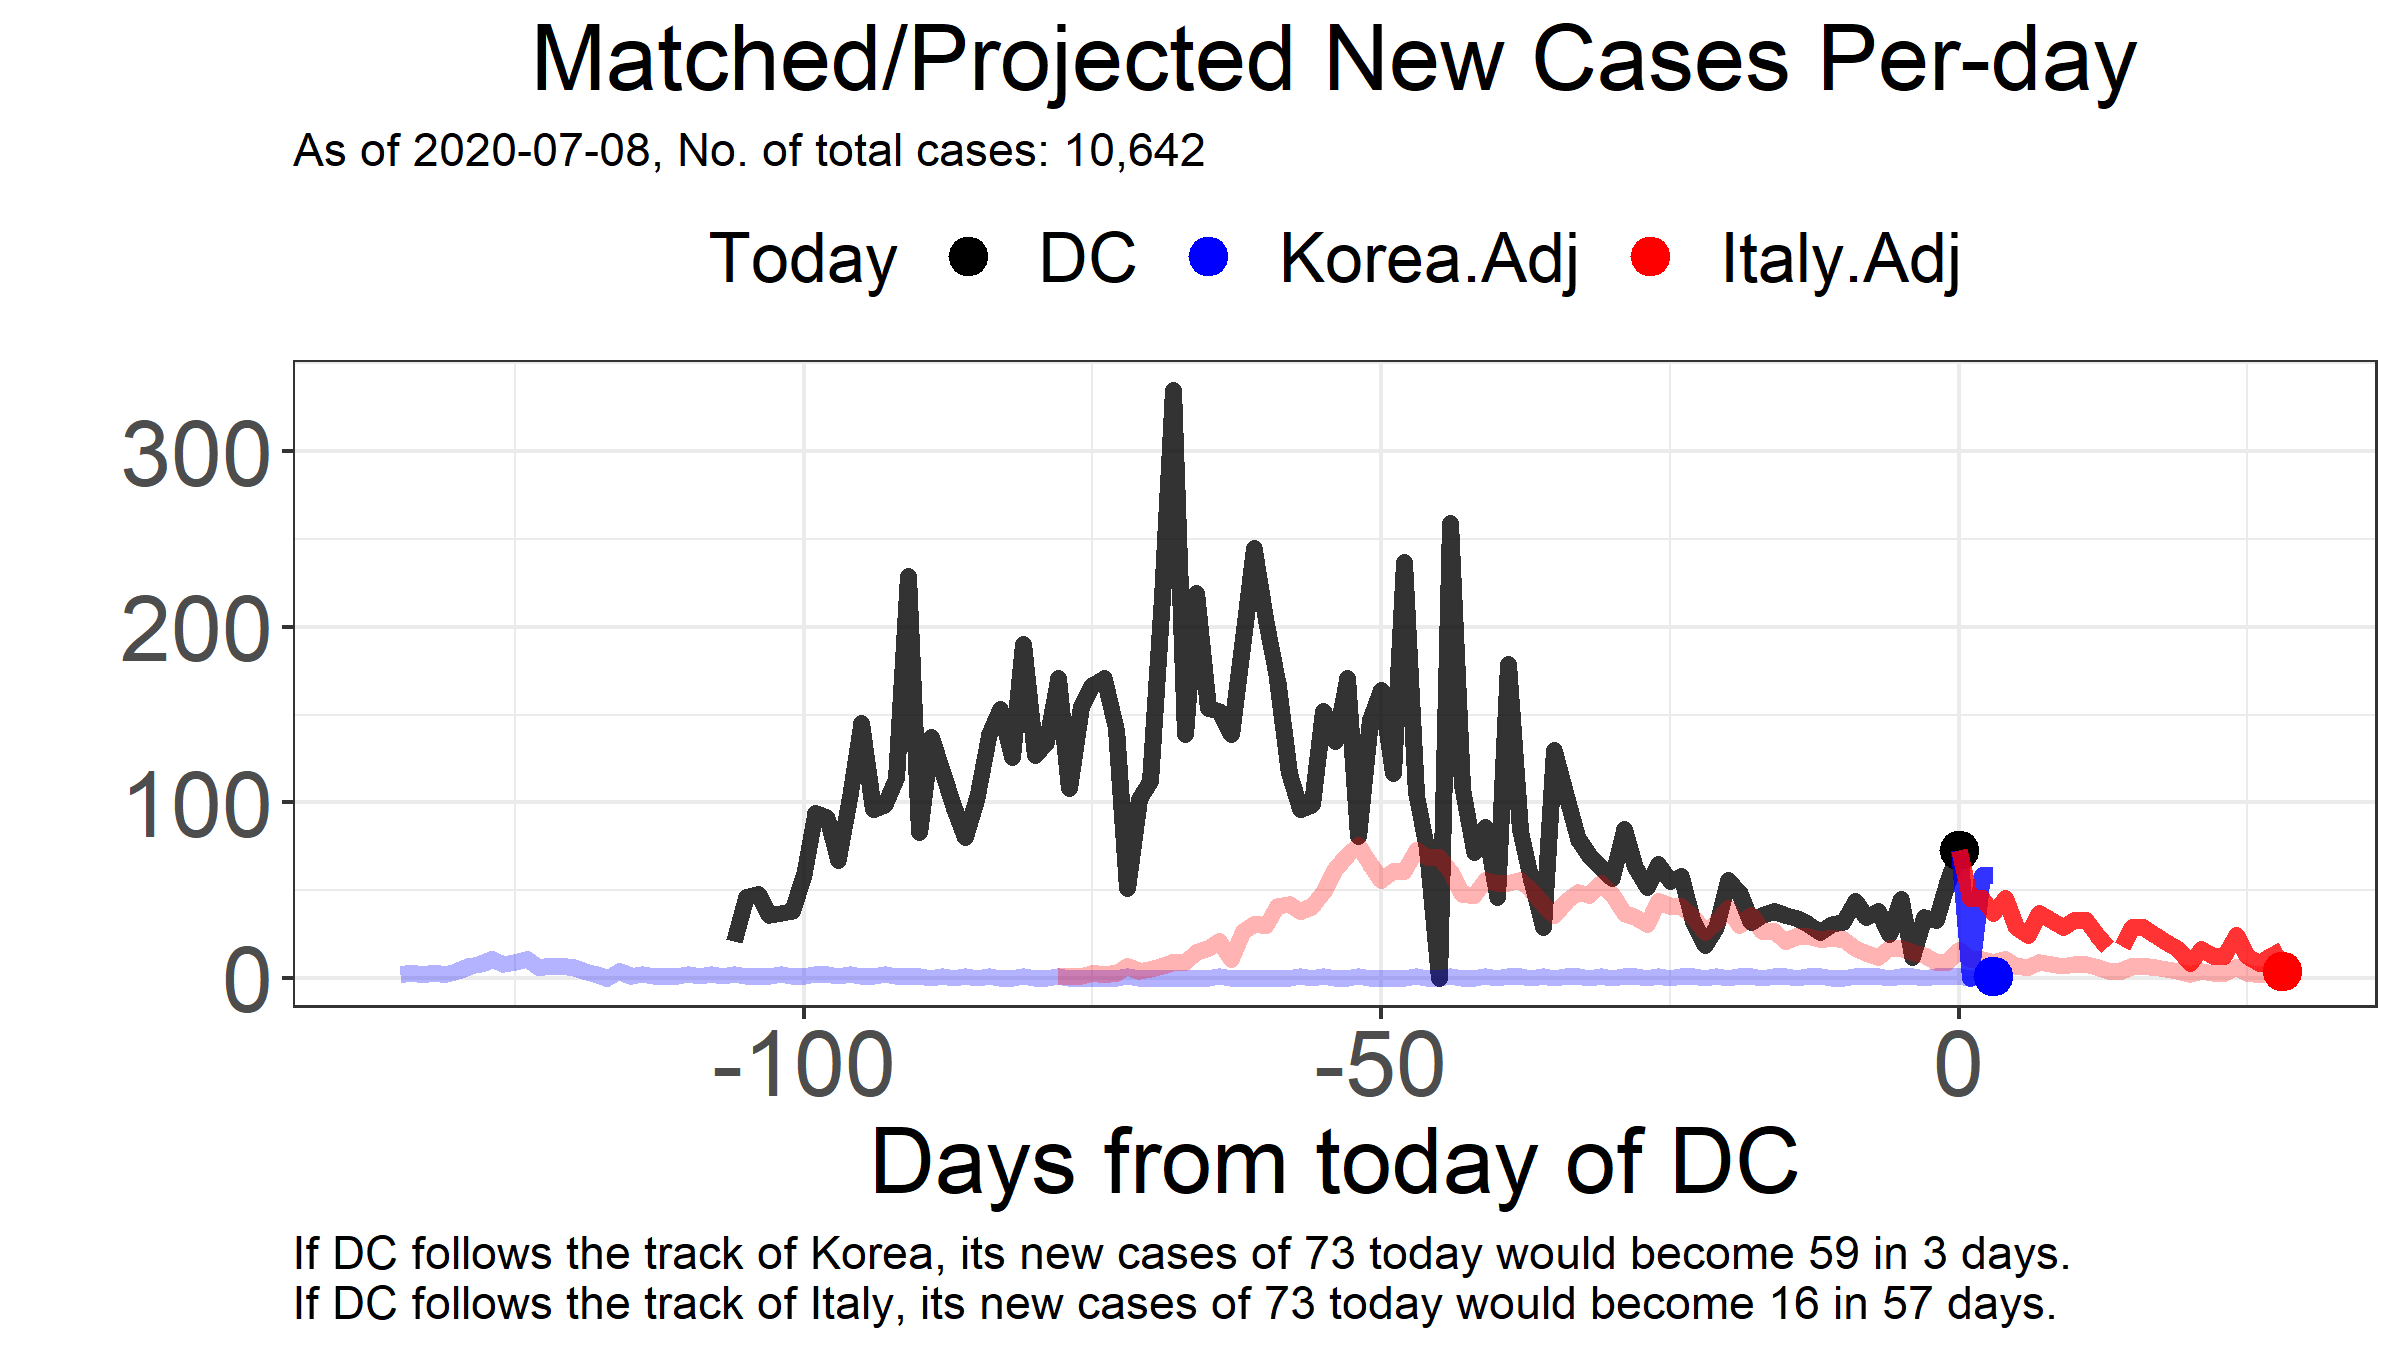 Matched/Projected New Cases Per-day
As of 2020-07-08, No. of total cases: 10,642
Today DC Korea.Adj Italy.Adj
300
200
100
0
-100 -50 0
Days from today of DC
If DC follows the track of Korea, its new cases of 73 today would become 59 in 3 days.
If DC follows the track of Italy, its new cases of 73 today would become 16 in 57 days.